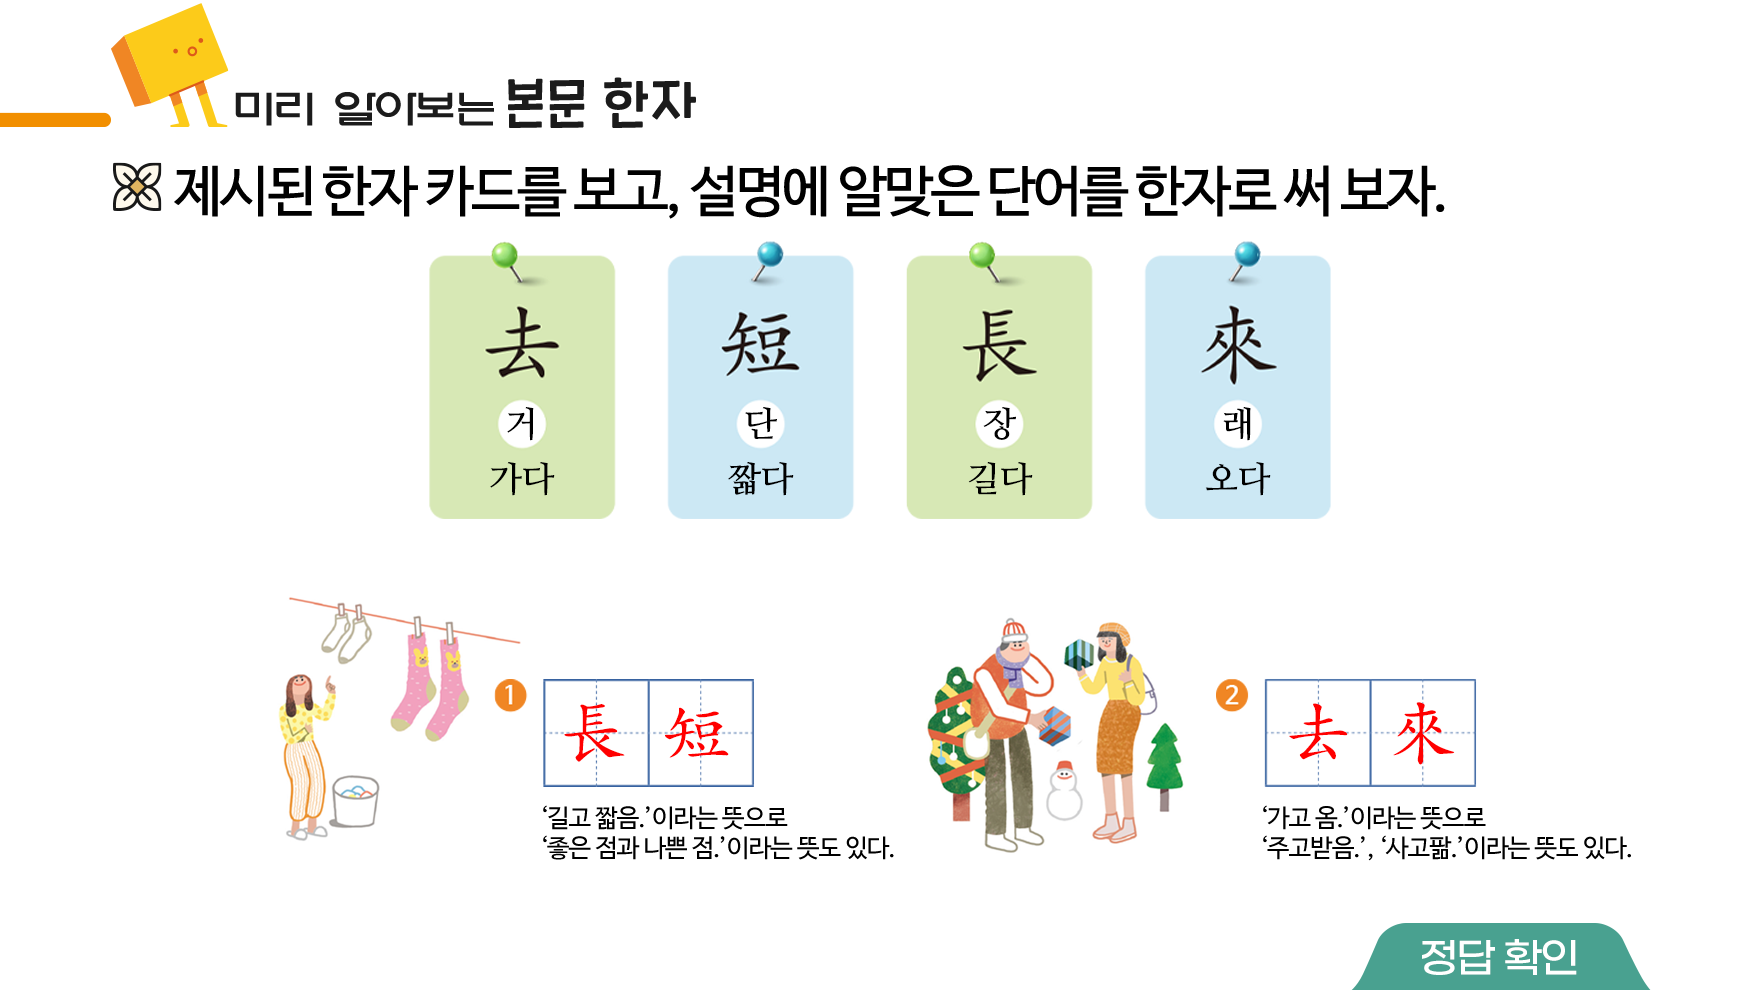 미리 알아보는 본문 한자
제시된 한자 카드를 보고, 설명에 알맞은 단어를 한자로 써 보자.
去 短 長 來
거 단 장 래
가다 짧다 길다 오다
1 長 短
‘길고 짧음.’이라는 뜻으로
‘좋은 점과 나쁜 점.’이라는 뜻도 있다.
2 去 來
‘가고 옴.’이라는 뜻으로
‘주고받음.’, ‘사고팖.’이라는 뜻도 있다.
정답 확인